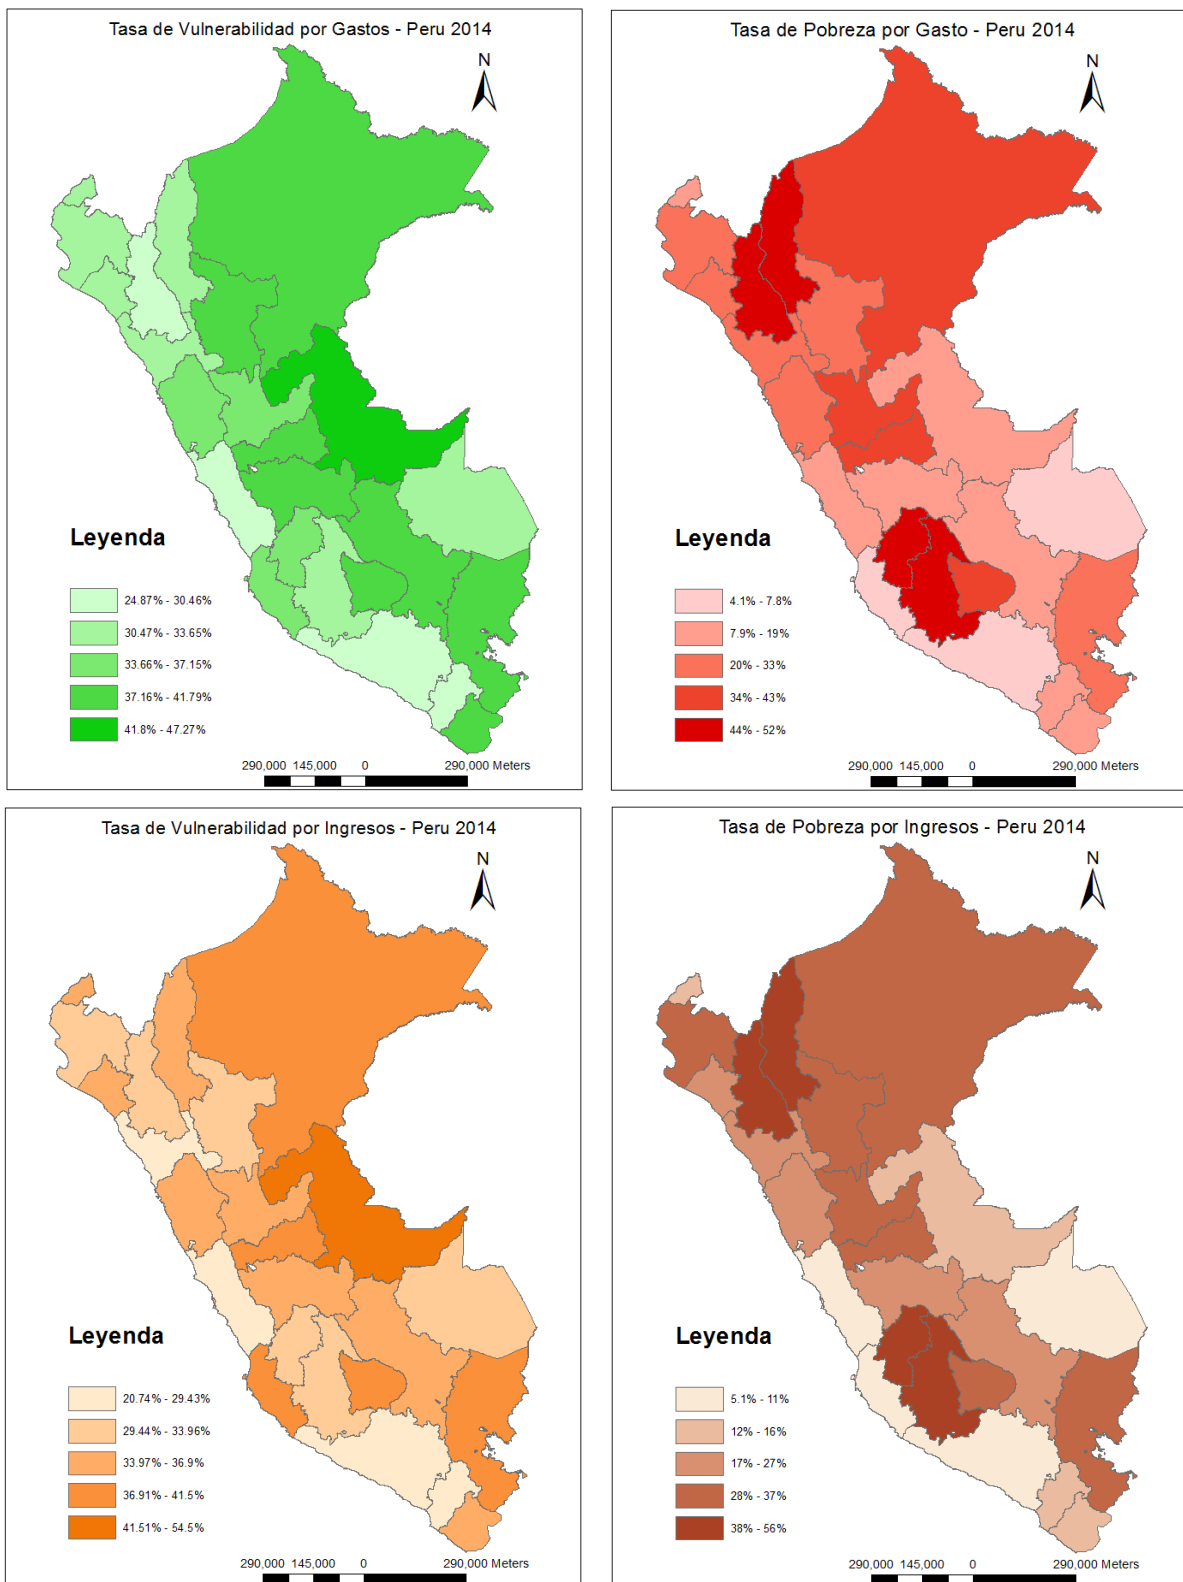 Tasa de Vulnerabilidad por Gastos - Peru 2014
N
Leyenda
24.87% - 30.46%
30.47% - 33.65%
33.66% - 37.15%
37.16% - 41.79%
41.8% - 47.27%
290,000 145,000 0 290,000 Meters
Tasa de Pobreza por Gasto - Peru 2014
N
Leyenda
4.1% - 7.8%
7.9% - 19%
20% - 33%
34% - 43%
44% - 52%
290,000 145,000 0 290,000 Meters
Tasa de Vulnerabilidad por Ingresos - Peru 2014
N
Leyenda
20.74% - 29.43%
29.44% - 33.96%
33.97% - 36.9%
36.91% - 41.5%
41.51% - 54.5%
290,000 145,000 0 290,000 Meters
Tasa de Pobreza por Ingresos - Peru 2014
N
Leyenda
5.1% - 11%
12% - 16%
17% - 27%
28% - 37%
38% - 56%
290,000 145,000 0 290,000 Meters